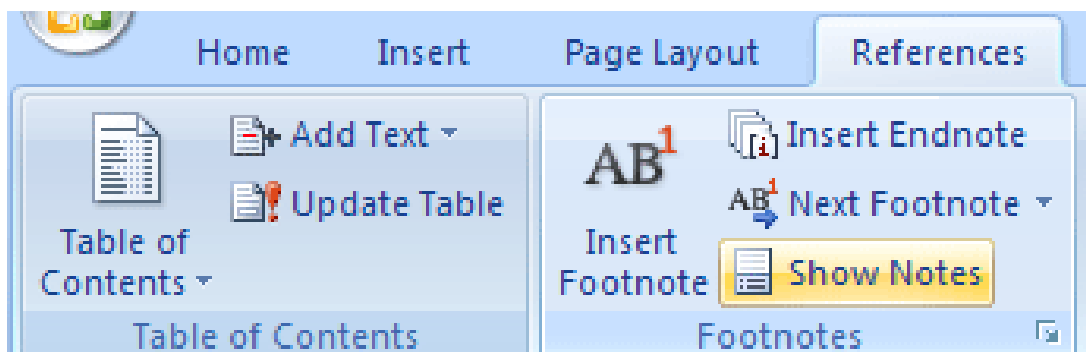 Home Insert Page Layout References
Table of
Contents
Add Text
Update Table
Table of Contents
AB1
Insert
Footnote
[i] Insert Endnote
AB1 Next Footnote
Show Notes
Footnotes